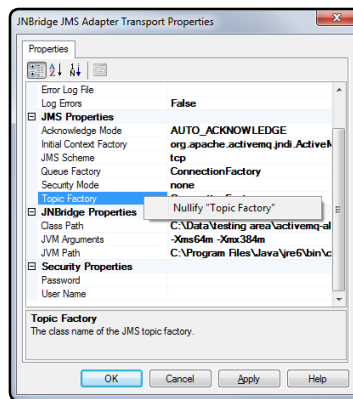 JNBridge JMS Adapter Transport Properties
Properties
Error Log File
Log Errors False
JMS Properties
Acknowledge Mode AUTO_ACKNOWLEDGE
Initial Context Factory org.apache.activemq.jndi.ActiveM
JMS Scheme tcp
Queue Factory ConnectionFactory
Security Mode none
Topic Factory
Nullify "Topic Factory"
JNBridge Properties
Class Path C:\Data\testing area\activemq-al
JVM Arguments -Xms64m -Xmx384m
JVM Path C:\Program Files\Java\jre6\bin\c
Security Properties
Password
User Name
Topic Factory
The class name of the JMS topic factory.
OK Cancel Apply Help